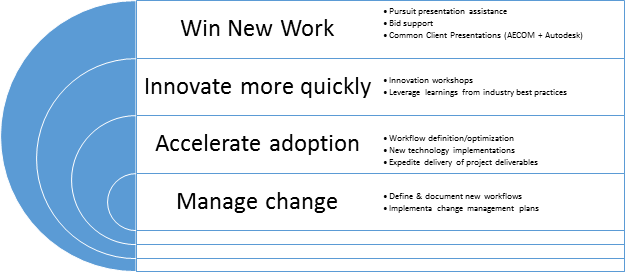 Win New Work
• Pursuit presentation assistance
• Bid support
• Common Client Presentations (AECOM + Autodesk)
Innovate more quickly
• Innovation workshops
• Leverage learnings from industry best practices
Accelerate adoption
• Workflow definition/optimization
• New technology implementations
• Expedite delivery of project deliverables
Manage change
• Define & document new workflows
• Implementa change management plans